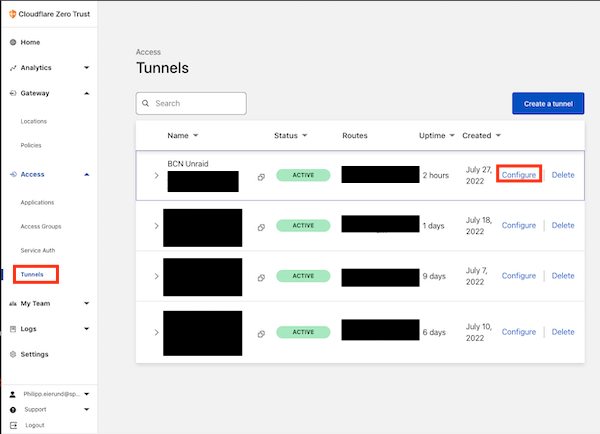 Cloudflare Zero Trust
Home
Analytics
Gateway
Locations
Policies
Access
Applications
Access Groups
Service Auth
Tunnels
My Team
Logs
Settings
Philipp.eierund@sp...
Support
Logout
Access
Tunnels
Search
Create a tunnel
Name Status Routes Uptime Created
BCN Unraid
ACTIVE 2 hours July 27, 2022 Configure Delete
ACTIVE 1 days July 18, 2022 Configure Delete
ACTIVE 9 days July 7, 2022 Configure Delete
ACTIVE 6 days July 10, 2022 Configure Delete